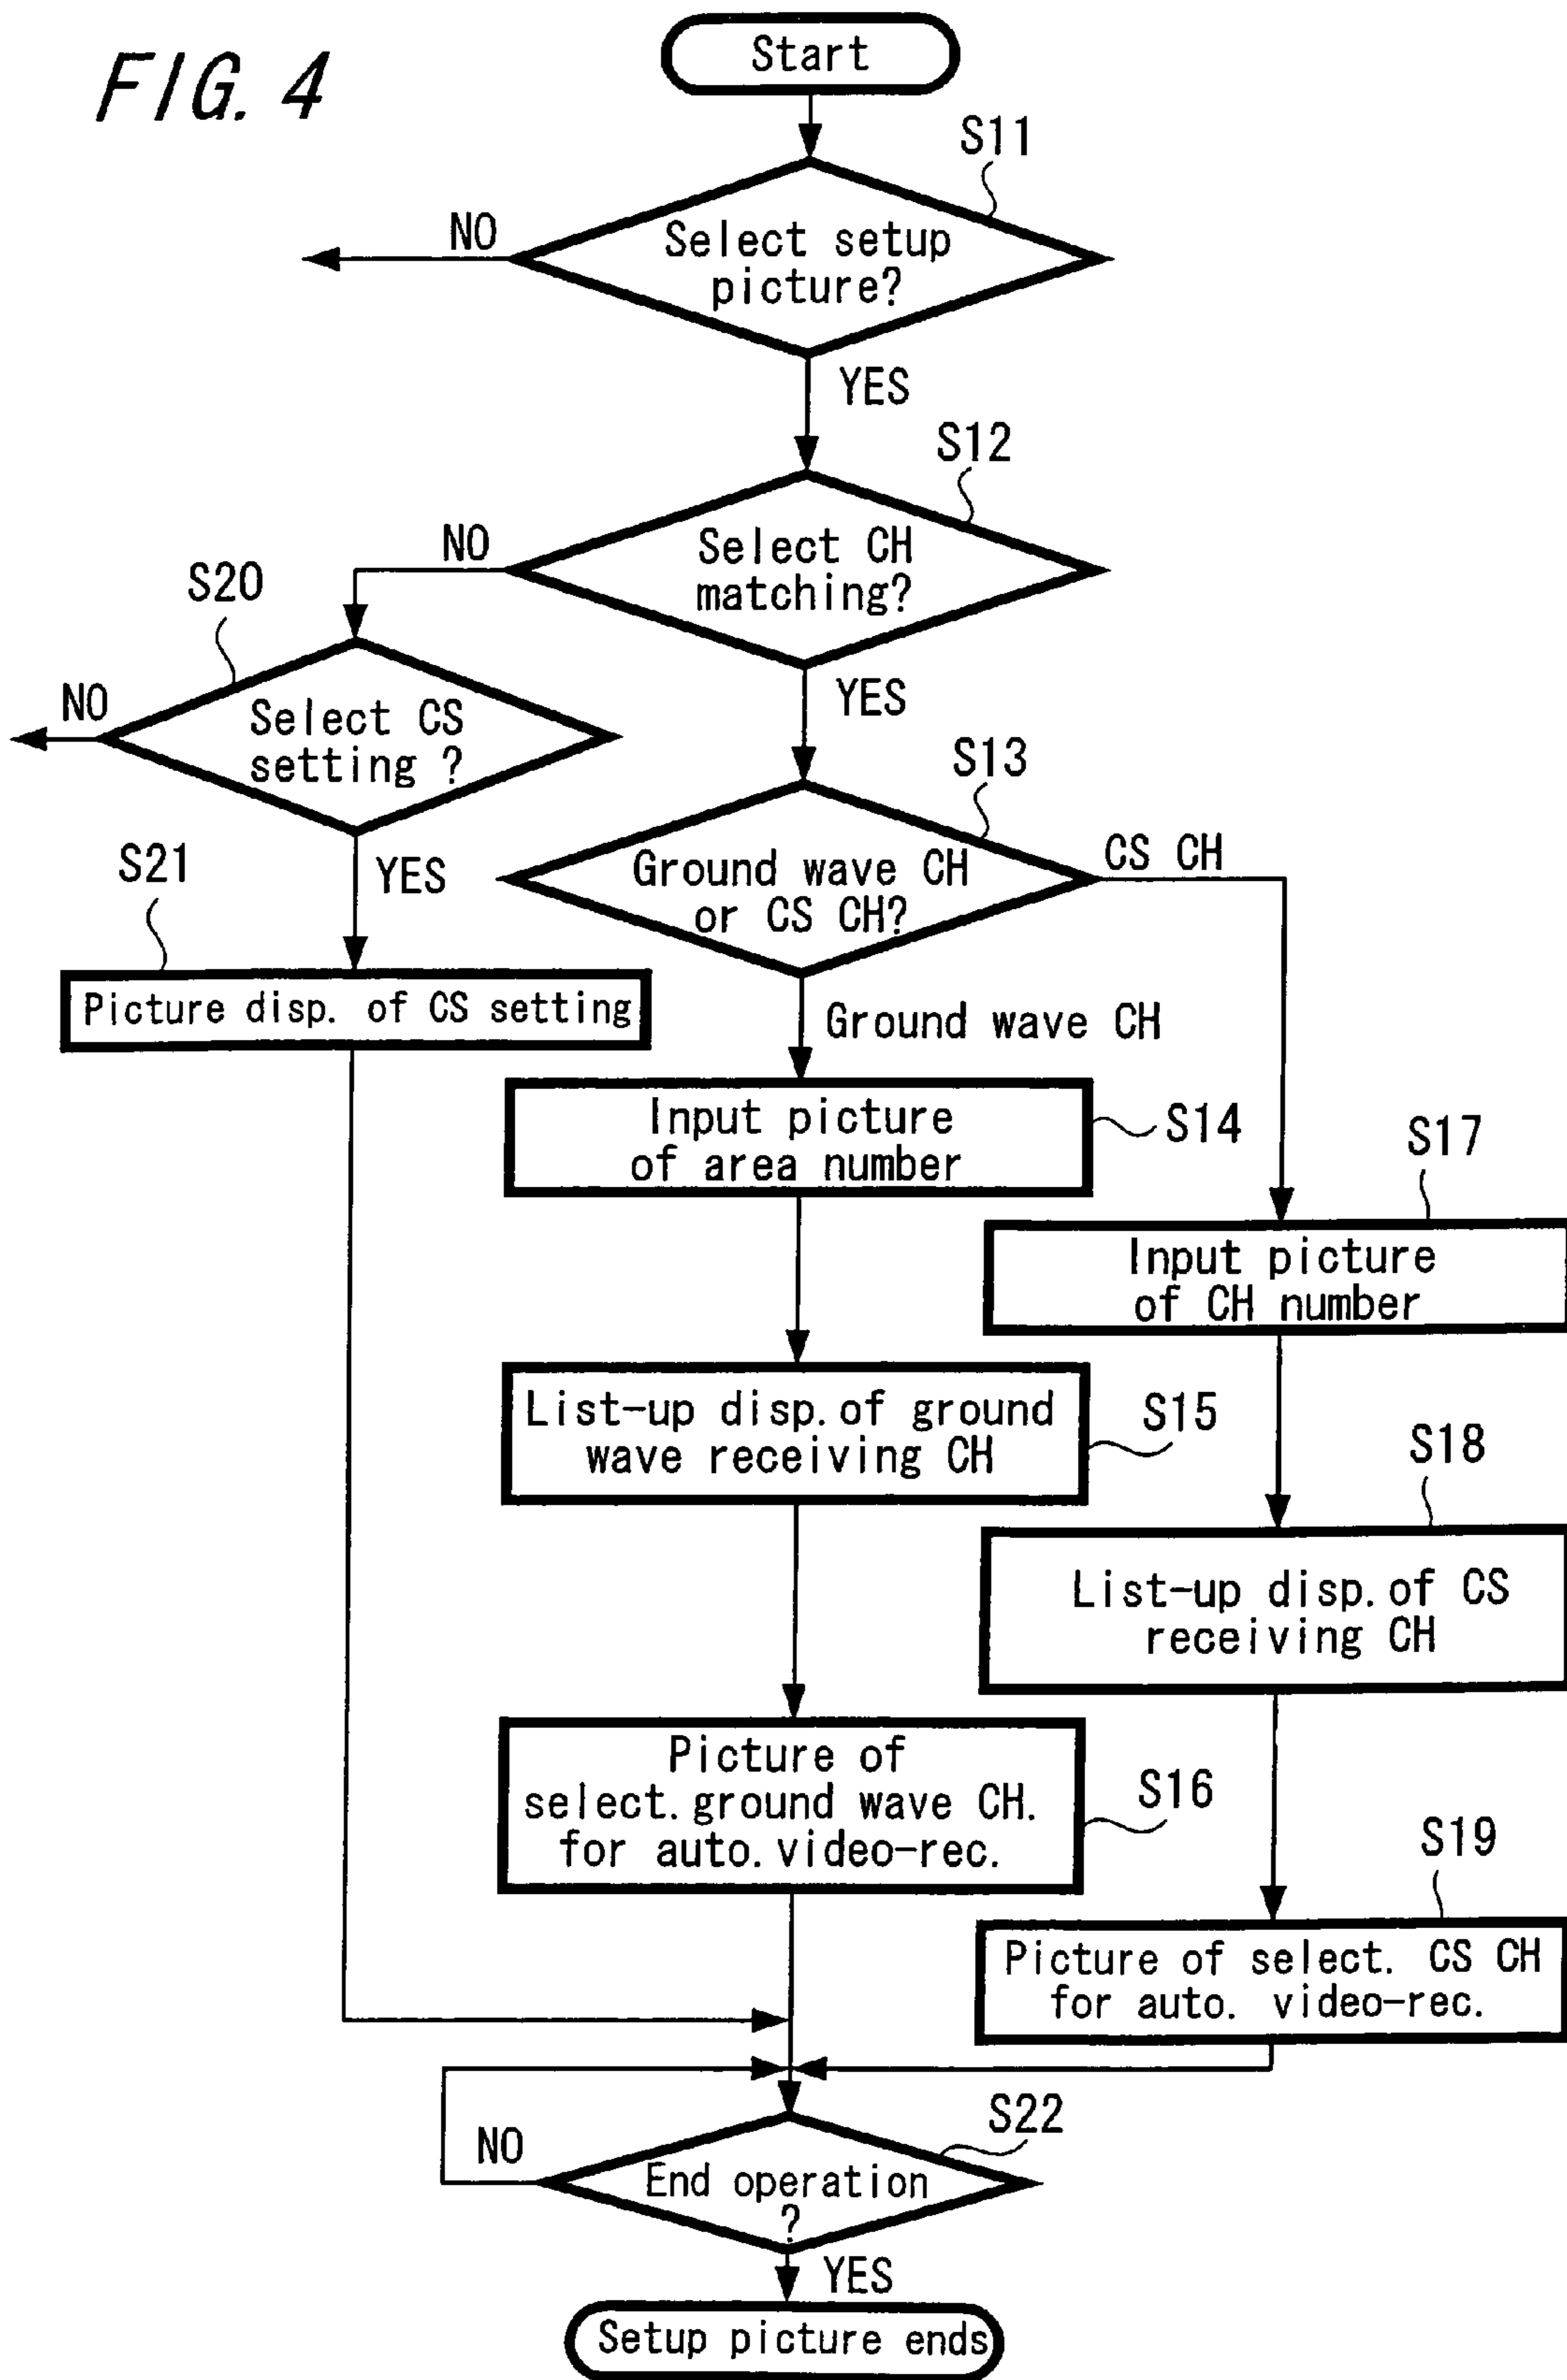 FIG. 4
Start
S11
Select setup
picture?
NO
YES
S12
Select CH
matching?
NO
YES
S20
Select CS
setting ?
NO
YES
S13
Ground wave CH
or CS CH?
CS CH
Ground wave CH
S21
Picture disp. of CS setting
Input picture
of area number
S14
S17
Input picture
of CH number
List-up disp. of ground
wave receiving CH
S15
S18
List-up disp. of CS
receiving CH
Picture of
select. ground wave CH.
for auto. video-rec.
S16
S19
Picture of select. CS CH
for auto. video-rec.
S22
End operation
?
NO
YES
Setup picture ends